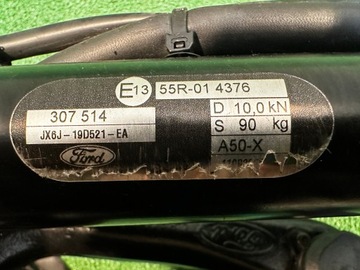 E13 55R-01 4376
307 514
D 10,0 kN
JX6J-19D521-EA
S 90 kg
Ford
A50-X